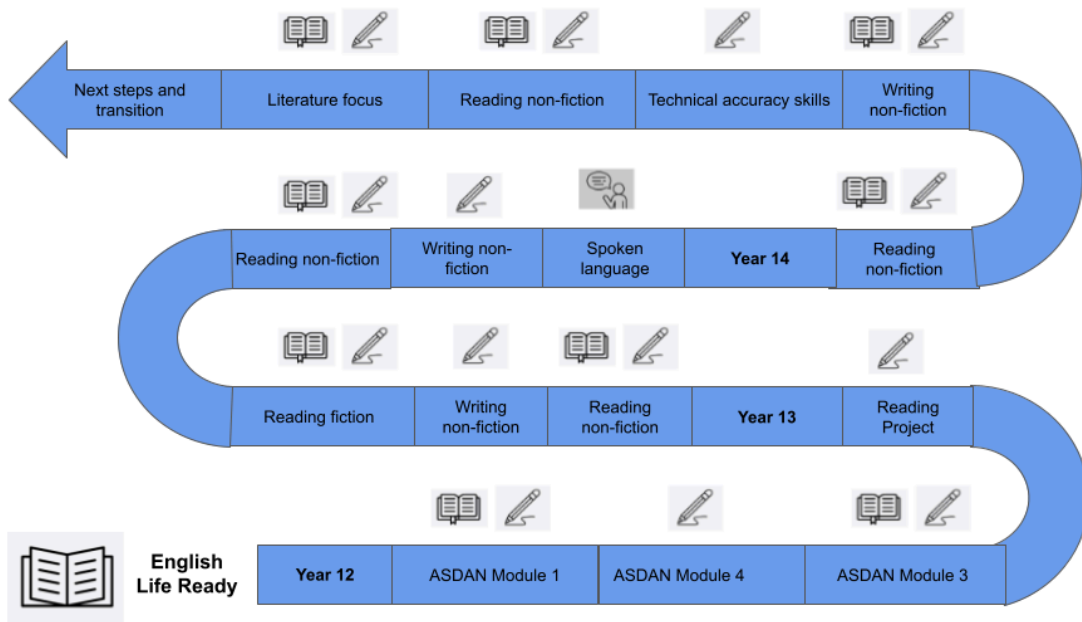 Next steps and
transition
Literature focus
Reading non-fiction
Technical accuracy skills
Writing
non-fiction
Reading non-fiction
Writing non-
fiction
Spoken
language
Year 14
Reading
non-fiction
Reading fiction
Writing
non-fiction
Reading
non-fiction
Year 13
Reading
Project
English
Life Ready
Year 12
ASDAN Module 1
ASDAN Module 4
ASDAN Module 3